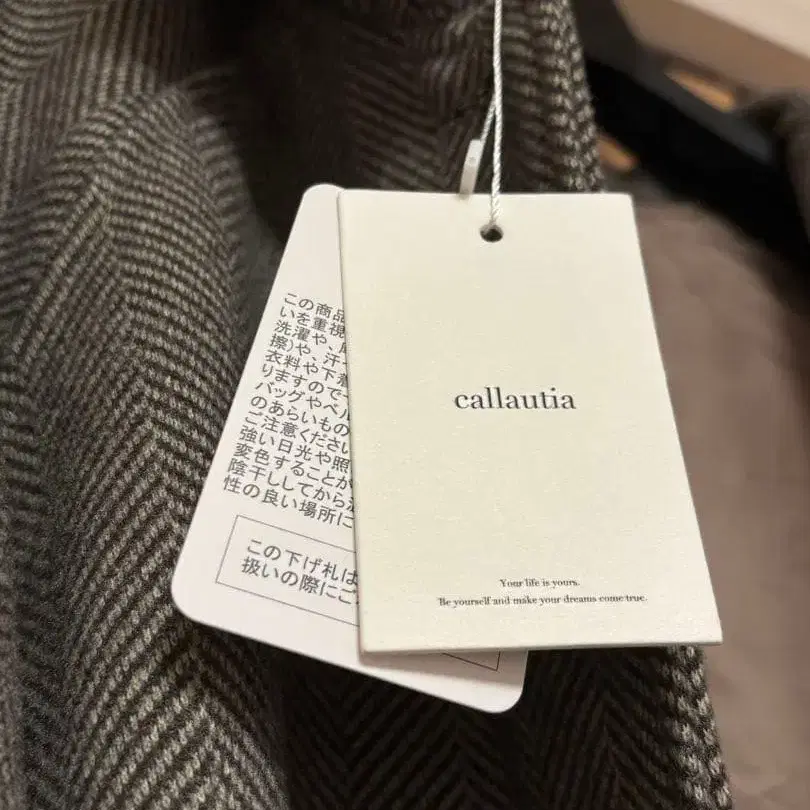 callautia
Your life is yours.
Be yourself and make your dreams come true.
この商品
いを重視
洗濯や、
擦)や、汗
衣料や下着
りますので
バッグやベル
のあらいもの
ご注意くださ
強い日光や照
変色することが
陰干ししてから
性の良い場所に
この下げ札は
扱いの際にご